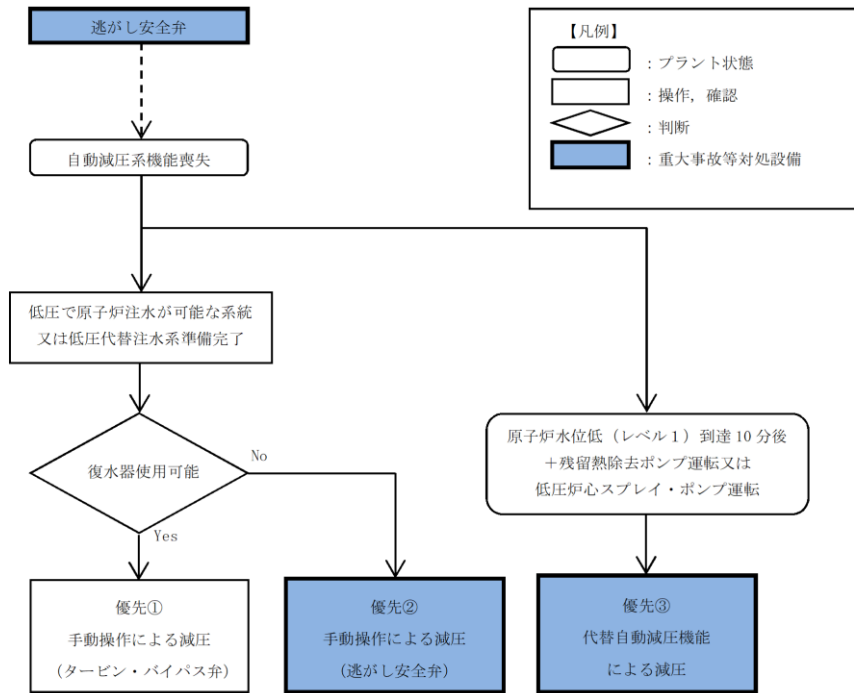 逃がし安全弁
【凡例】
：プラント状態
：操作，確認
：判断
：重大事故等対処設備
自動減圧系機能喪失
低圧で原子炉注水が可能な系統
又は低圧代替注水系準備完了
復水器使用可能
No
Yes
原子炉水位低（レベル１）到達 10 分後
＋残留熱除去ポンプ運転又は
低圧炉心スプレイ・ポンプ運転
優先①
手動操作による減圧
（タービン・バイパス弁）
優先②
手動操作による減圧
（逃がし安全弁）
優先③
代替自動減圧機能
による減圧